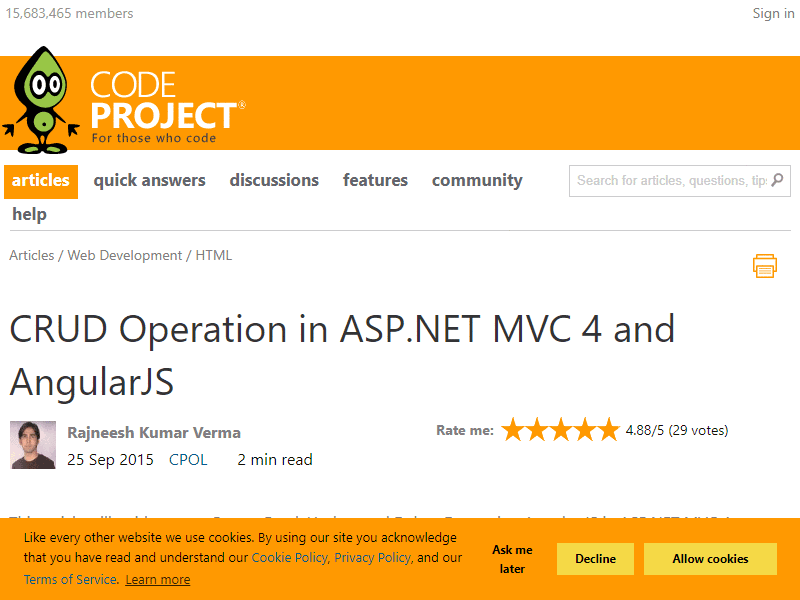 15,683,465 members
Sign in
CODE
PROJECT®
For those who code
articles quick answers discussions features community
Search for articles, questions, tips
help
Articles / Web Development / HTML
CRUD Operation in ASP.NET MVC 4 and
AngularJS
Rajneesh Kumar Verma
Rate me: 4.88/5 (29 votes)
25 Sep 2015 CPOL 2 min read
Like every other website we use cookies. By using our site you acknowledge
that you have read and understand our Cookie Policy, Privacy Policy, and our
Terms of Service. Learn more
Ask me
later
Decline
Allow cookies